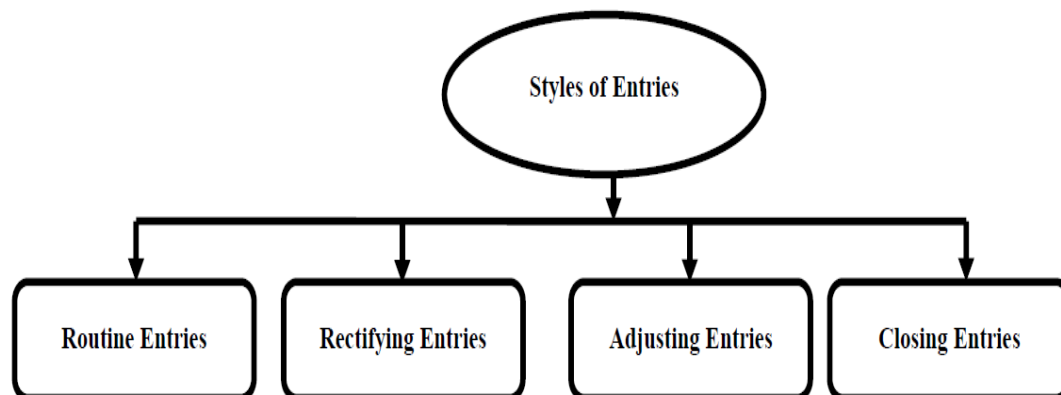 Styles of Entries
Routine Entries
Rectifying Entries
Adjusting Entries
Closing Entries